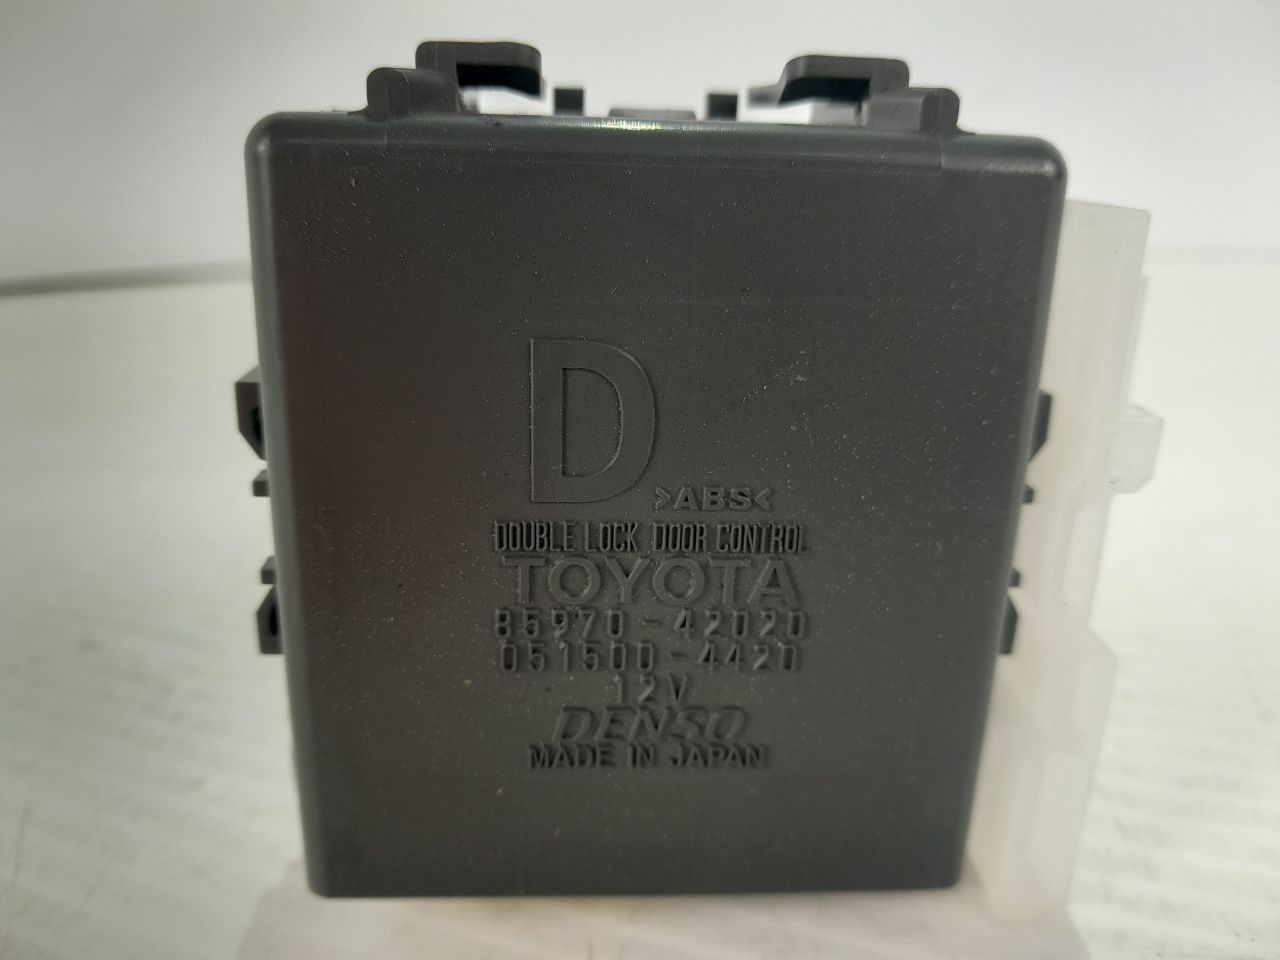 D
>ABS<
DOUBLE LOCK DOOR CONTROL
TOYOTA
85970-42020
051500-4420
12V
DENSO
MADE IN JAPAN